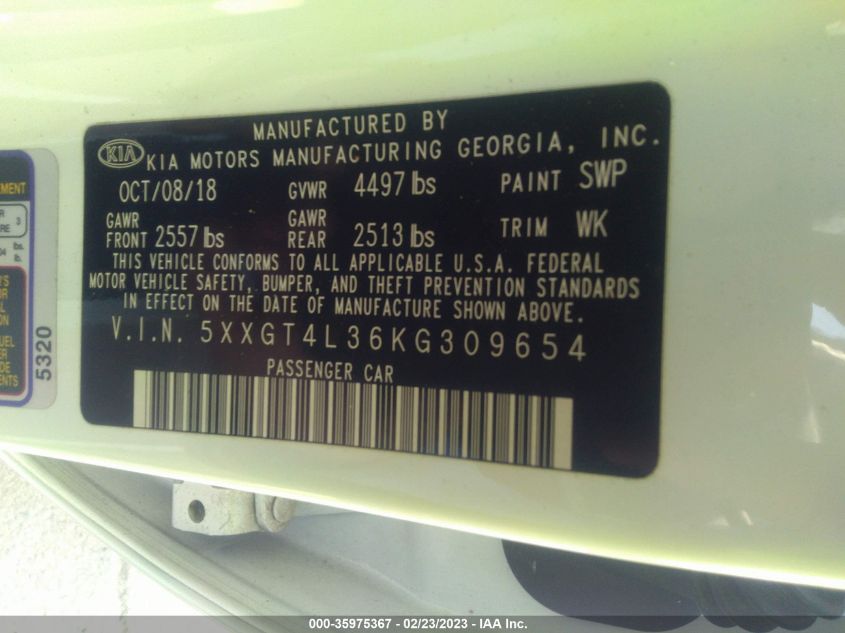 MANUFACTURED BY
KIA KIA MOTORS MANUFACTURING GEORGIA, INC.
OCT/08/18 GVWR 4497 lbs PAINT SWP
GAWR FRONT 2557 lbs GAWR REAR 2513 lbs TRIM WK
THIS VEHICLE CONFORMS TO ALL APPLICABLE U.S.A. FEDERAL
MOTOR VEHICLE SAFETY, BUMPER, AND THEFT PREVENTION STANDARDS
IN EFFECT ON THE DATE OF MANUFACTURE SHOWN ABOVE.
V.I.N. 5XXGT4L36KG309654
PASSENGER CAR
5320
3
lbs.
000-35975367 - 02/23/2023 - IAA Inc.